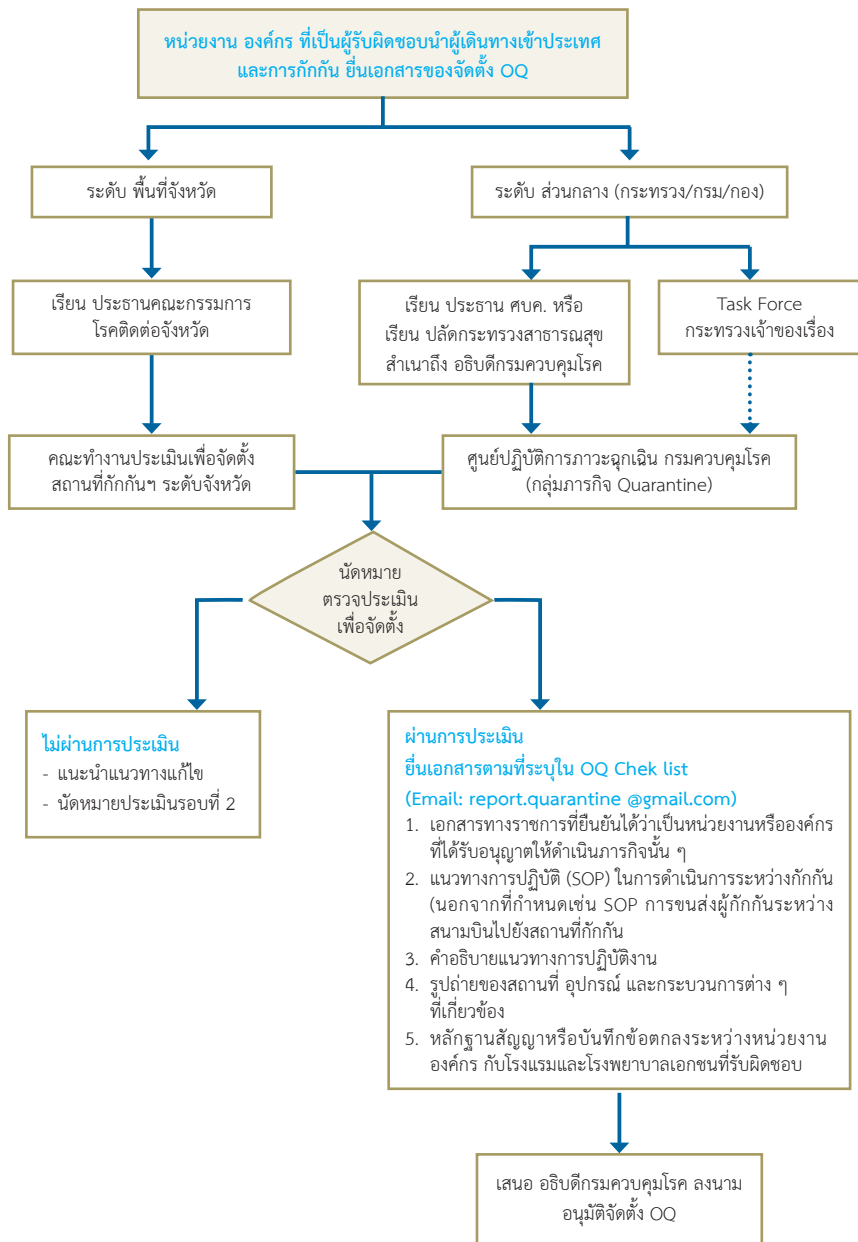 หน่วยงาน องค์กร ที่เป็นผู้รับผิดชอบนำผู้เดินทางเข้าประเทศ
และการกักกัน ยื่นเอกสารของจัดตั้ง OQ
ระดับ พื้นที่จังหวัด
ระดับ ส่วนกลาง (กระทรวง/กรม/กอง)
เรียน ประธานคณะกรรมการ
โรคติดต่อจังหวัด
เรียน ประธาน ศบค. หรือ
เรียน ปลัดกระทรวงสาธารณสุข
สำเนาถึง อธิบดีกรมควบคุมโรค
Task Force
กระทรวงเจ้าของเรื่อง
คณะทำงานประเมินเพื่อจัดตั้ง
สถานที่กักกันฯ ระดับจังหวัด
ศูนย์ปฏิบัติการภาวะฉุกเฉิน กรมควบคุมโรค
(กลุ่มภารกิจ Quarantine)
นัดหมาย
ตรวจประเมิน
เพื่อจัดตั้ง
ไม่ผ่านการประเมิน
- แนะนำแนวทางแก้ไข
- นัดหมายประเมินรอบที่ 2
ผ่านการประเมิน
ยื่นเอกสารตามที่ระบุใน OQ Chek list
(Email: report.quarantine @gmail.com)
1. เอกสารทางราชการที่ยืนยันได้ว่าเป็นหน่วยงานหรือองค์กร
ที่ได้รับอนุญาตให้ดำเนินภารกิจนั้น ๆ
2. แนวทางการปฏิบัติ (SOP) ในการดำเนินการระหว่างกักกัน
(นอกจากที่กำหนดเช่น SOP การขนส่งผู้กักกันระหว่าง
สนามบินไปยังสถานที่กักกัน
3. คำอธิบายแนวทางการปฏิบัติงาน
4. รูปถ่ายของสถานที่ อุปกรณ์ และกระบวนการต่าง ๆ
ที่เกี่ยวข้อง
5. หลักฐานสัญญาหรือบันทึกข้อตกลงระหว่างหน่วยงาน
องค์กร กับโรงแรมและโรงพยาบาลเอกชนที่รับผิดชอบ
เสนอ อธิบดีกรมควบคุมโรค ลงนาม
อนุมัติจัดตั้ง OQ